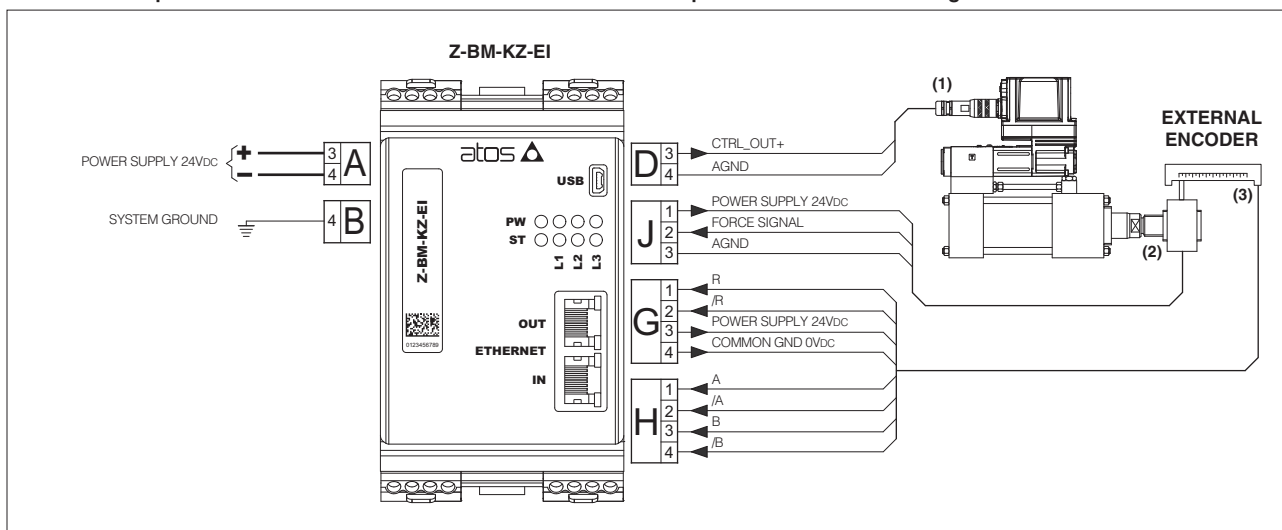 Z-BM-KZ-EI
POWER SUPPLY 24VDC
+
-
3
4
A
SYSTEM GROUND
4
B
atos
USB
PW
ST
L1
L2
L3
Z-BM-KZ-EI
0123456789
OUT
ETHERNET
IN
D
3
4
CTRL_OUT+
AGND
J
1
2
3
POWER SUPPLY 24VDC
FORCE SIGNAL
AGND
G
1
2
3
4
R
/R
POWER SUPPLY 24VDC
COMMON GND 0VDC
H
1
2
3
4
A
/A
B
/B
(1)
EXTERNAL
ENCODER
(3)
(2)